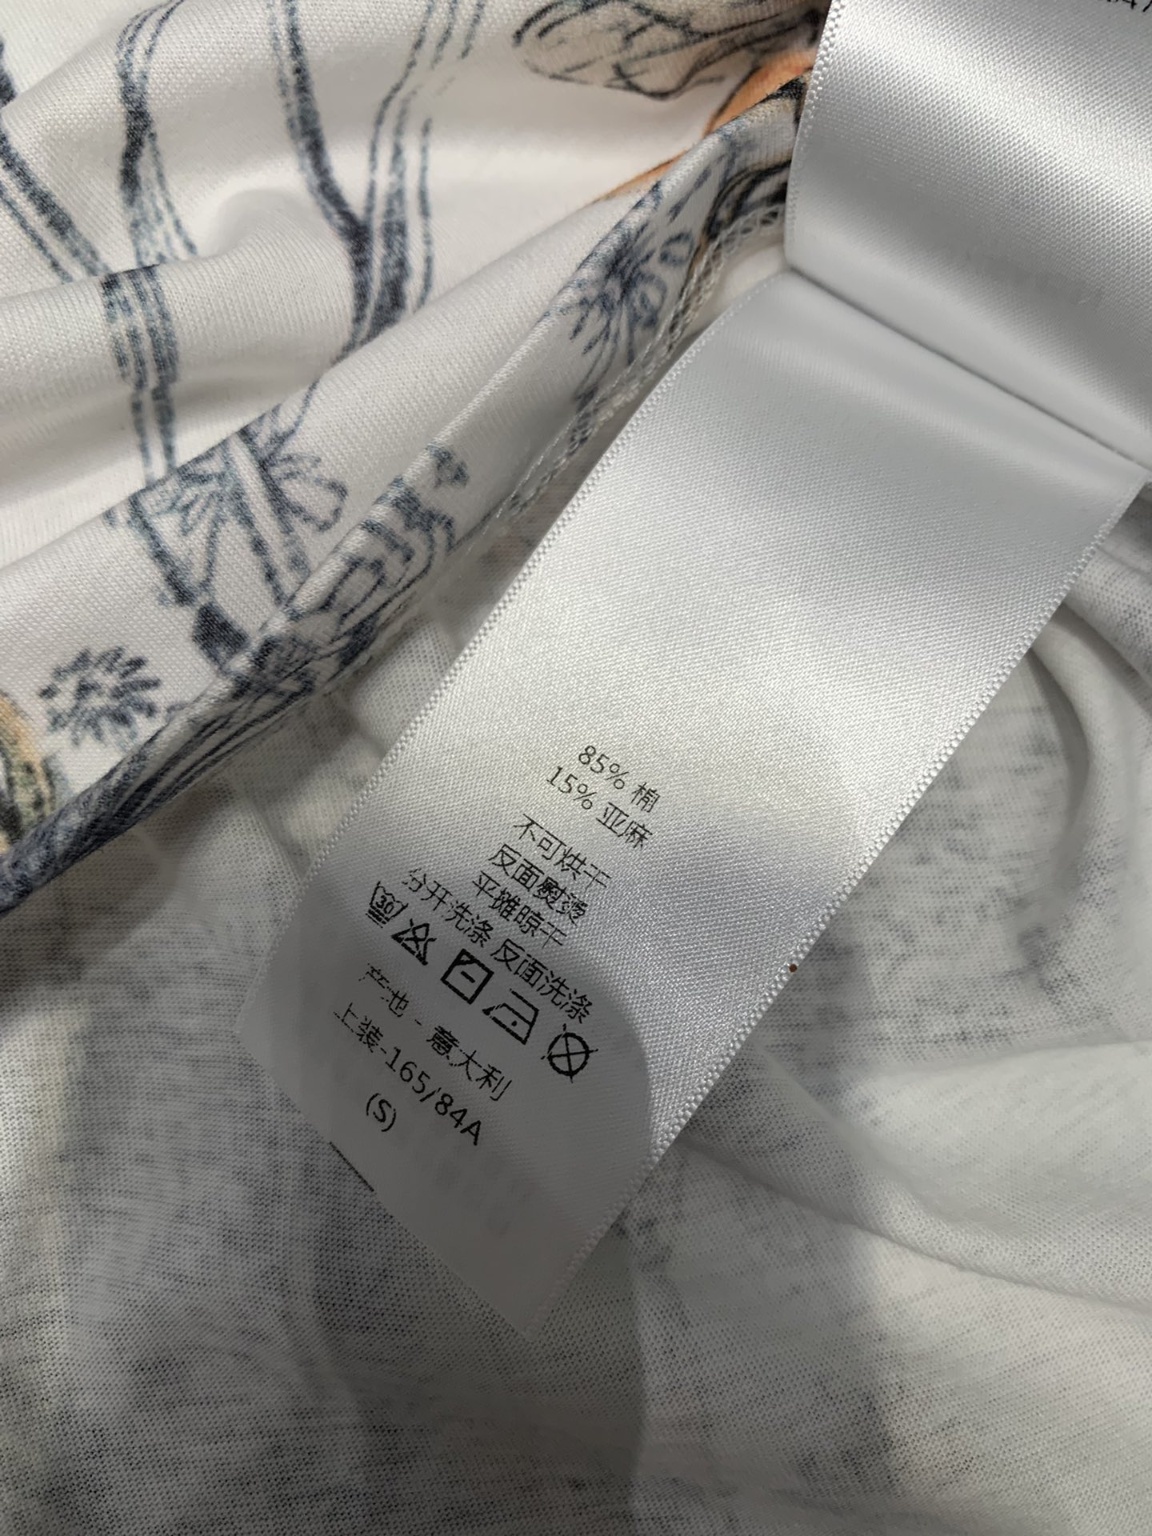 85% 棉
15% 亚麻
不可烘干
反面熨烫
平摊晾干
分开洗涤 反面洗涤
产地 - 意大利
上装-165/84A
(S)